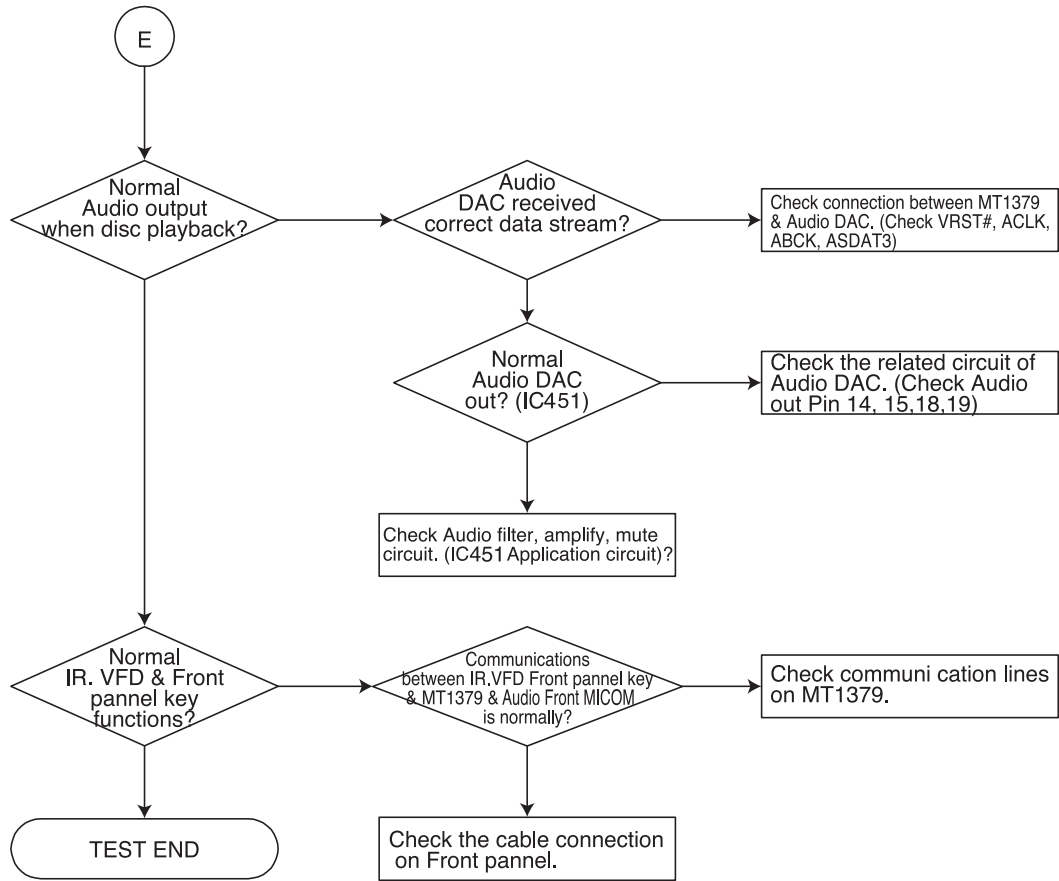 E
Normal
Audio output
when disc playback?
Audio
DAC received
correct data stream?
Check connection between MT1379
& Audio DAC. (Check VRST#, ACLK,
ABCK, ASDAT3)
Normal
Audio DAC
out? (IC451)
Check the related circuit of
Audio DAC. (Check Audio
out Pin 14, 15,18,19)
Check Audio filter, amplify, mute
circuit. (IC451 Application circuit)?
Normal
IR. VFD & Front
pannel key
functions?
Communications
between IR.VFD Front pannel key
& MT1379 & Audio Front MICOM
is normally?
Check communi cation lines
on MT1379.
TEST END
Check the cable connection
on Front pannel.